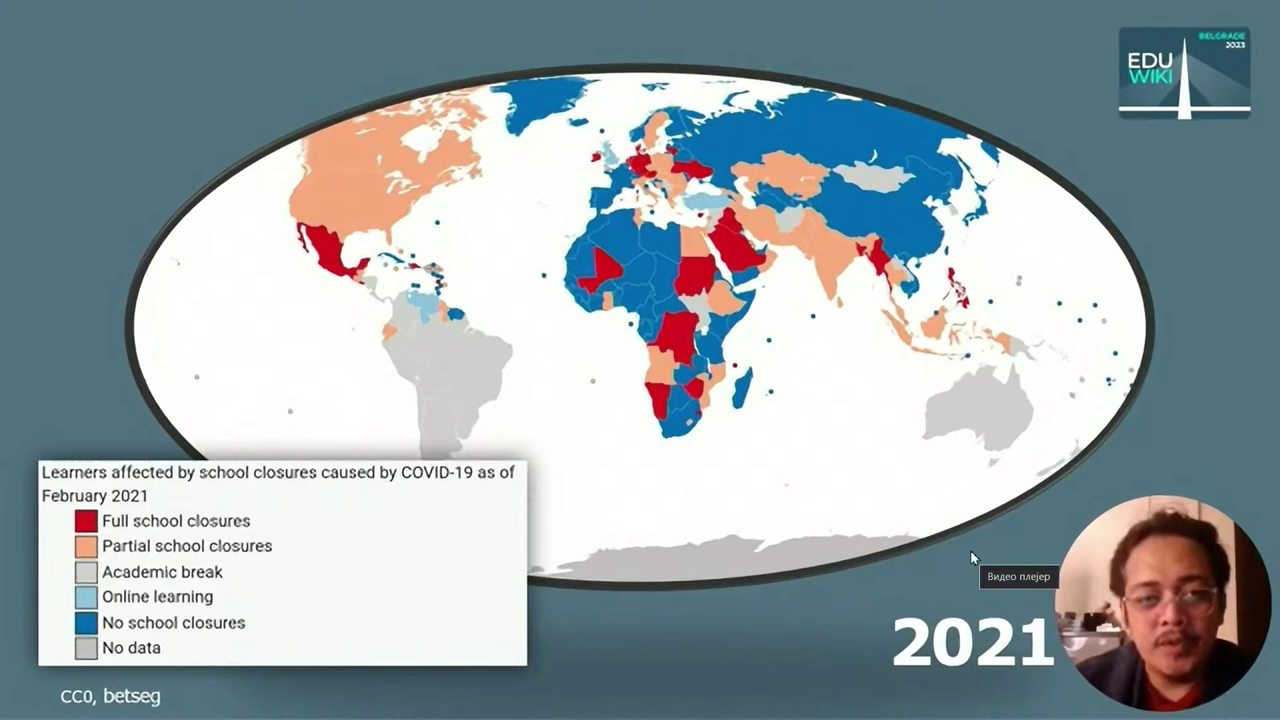 BELGRADE
2023
EDU
WIKI
Learners affected by school closures caused by COVID-19 as of
February 2021
Full school closures
Partial school closures
Academic break
Online learning
No school closures
No data
Видео плејер
2021
CC0, betseg